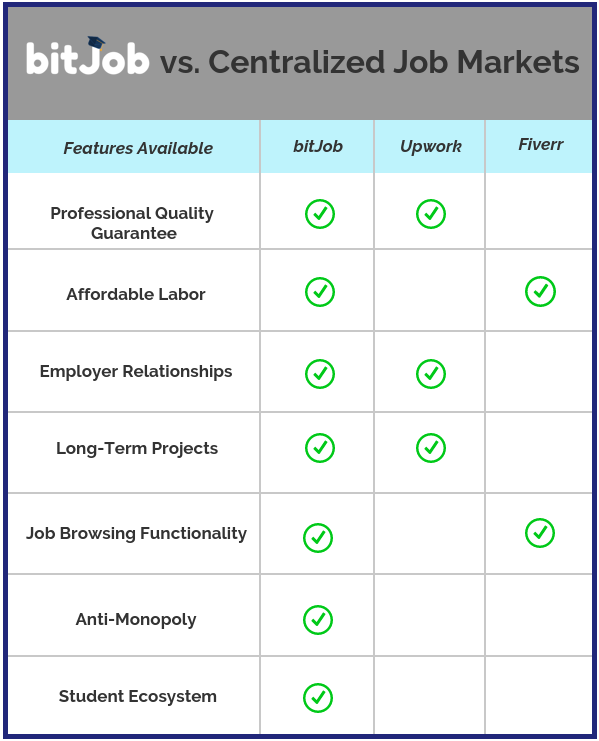 bitJob vs. Centralized Job Markets
Features Available bitJob Upwork Fiverr
Professional Quality
Guarantee
Affordable Labor
Employer Relationships
Long-Term Projects
Job Browsing Functionality
Anti-Monopoly
Student Ecosystem